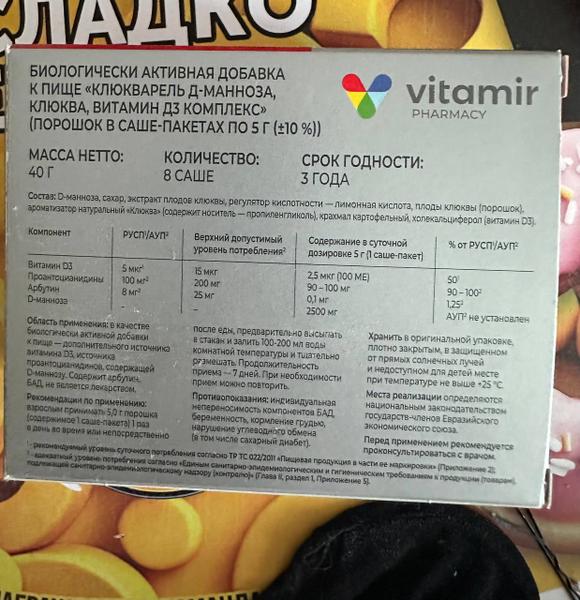 ЛАДКО
БИОЛОГИЧЕСКИ АКТИВНАЯ ДОБАВКА
К ПИЩЕ «КЛЮКВАРЕЛЬ Д-МАННОЗА,
КЛЮКВА, ВИТАМИН Д3 КОМПЛЕКС»
(ПОРОШОК В САШЕ-ПАКЕТАХ ПО 5 Г (±10 %))
vitamir
PHARMACY
МАССА НЕТТО:
40 Г
КОЛИЧЕСТВО:
8 САШЕ
СРОК ГОДНОСТИ:
3 ГОДА
Состав: D-манноза, сахар, экстракт плодов клюквы, регулятор кислотности — лимонная кислота, плоды клюквы (порошок),
ароматизатор натуральный «Клюква» (содержит носитель — пропиленгликоль), крахмал картофельный, холекальциферол (витамин D3).
Компонент РУСП/АУП² Верхний допустимый уровень потребления² Содержание в суточной дозировке 5 г (1 саше-пакет) % от РУСП/АУП²
Витамин D3 5 мкг¹ 15 мкг 2,5 мкг (100 МЕ) 50¹
Проантоцианидины 100 мг² 200 мг 90 – 100 мг 90 – 100²
Арбутин 8 мг² 25 мг 0,1 мг 1,25²
D-манноза – – 2500 мг АУП² не установлен
Область применения: в качестве
биологически активной добавки
к пище — дополнительного источника
витамина D3, источника
проантоцианидинов, содержащей
D-маннозу. Содержит арбутин.
БАД, не является лекарством.
Рекомендации по применению:
взрослым принимать 5,0 г порошка
(содержимое 1 саше-пакета) 1 раз
в день во время или непосредственно
после еды, предварительно высыпать
в стакан и залить 100-200 мл воды
комнатной температуры и тщательно
размешать. Продолжительность
приема — 7 дней. При необходимости
прием можно повторить.
Противопоказания: индивидуальная
непереносимость компонентов БАД,
беременность, кормление грудью,
нарушение углеводного обмена
(в том числе сахарный диабет).
Хранить в оригинальной упаковке,
плотно закрытым, в защищенном
от прямых солнечных лучей
и недоступном для детей месте
при температуре не выше +25 °С.
Места реализации определяются
национальным законодательством
государств-членов Евразийского
экономического союза.
Перед применением рекомендуется
проконсультироваться с врачом.
¹ - рекомендуемый уровень суточного потребления согласно ТР ТС 022/2011 «Пищевая продукция в части ее маркировки» (Приложение 2);
² - адекватный уровень потребления согласно «Единым санитарно-эпидемиологическим и гигиеническим требованиям к продукции (товарам),
подлежащей санитарно-эпидемиологическому надзору (контролю)» (Глава II, раздел 1, Приложение 5).